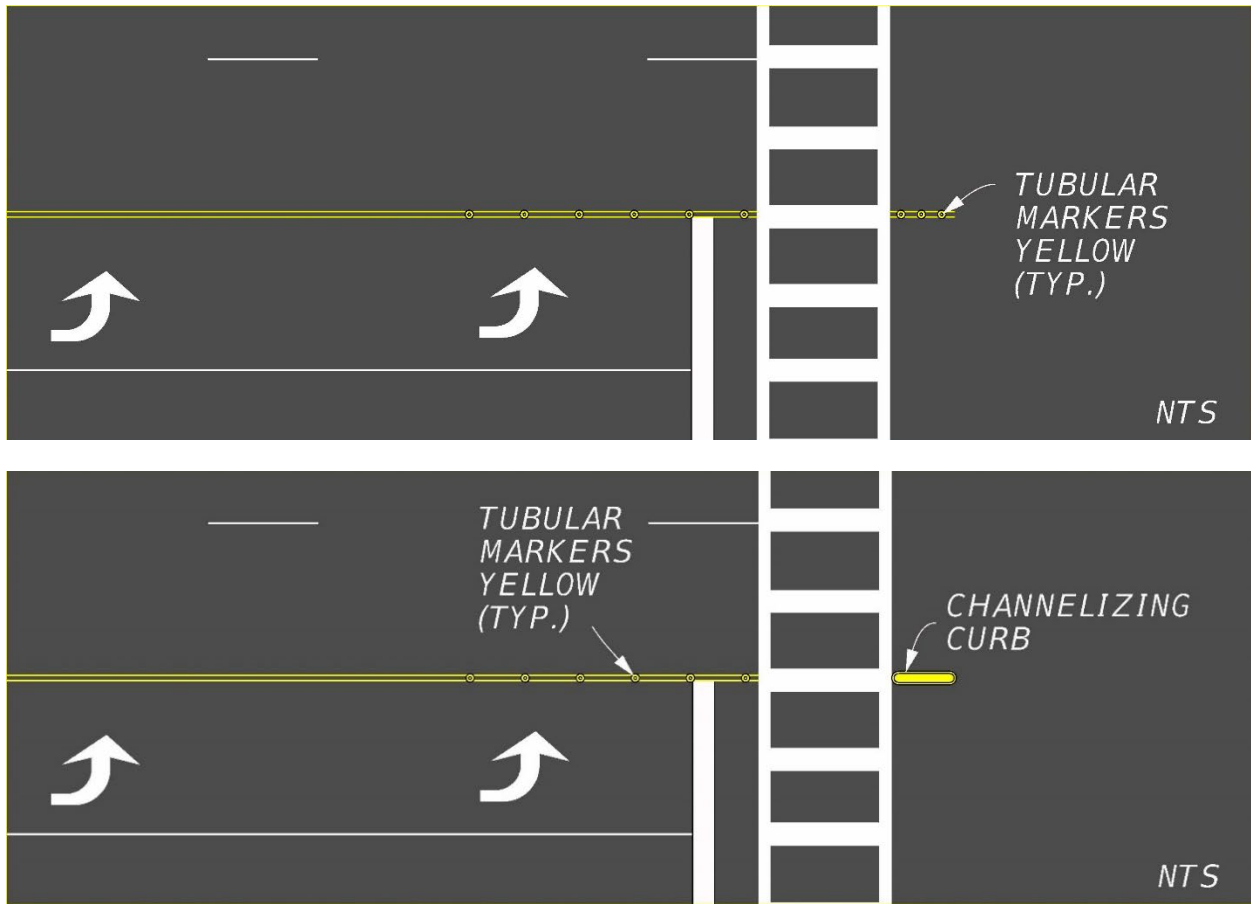 TUBULAR
MARKERS
YELLOW
(TYP.)
NTS
TUBULAR
MARKERS
YELLOW
(TYP.)
CHANNELIZING
CURB
NTS